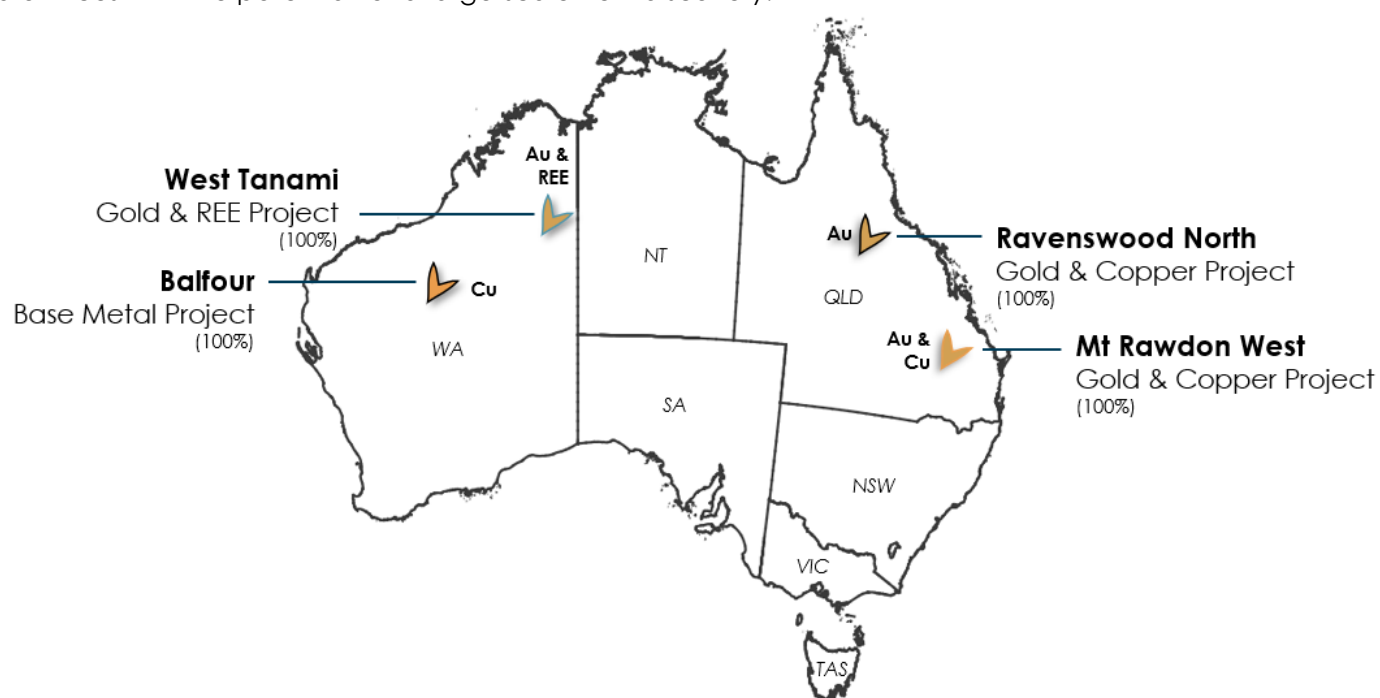 West Tanami
Gold & REE Project
(100%)
Balfour
Base Metal Project
(100%)
Au &
REE
Cu
WA
NT
SA
Au
QLD
Au &
Cu
Ravenswood North
Gold & Copper Project
(100%)
Mt Rawdon West
Gold & Copper Project
(100%)
NSW
VIC
TAS